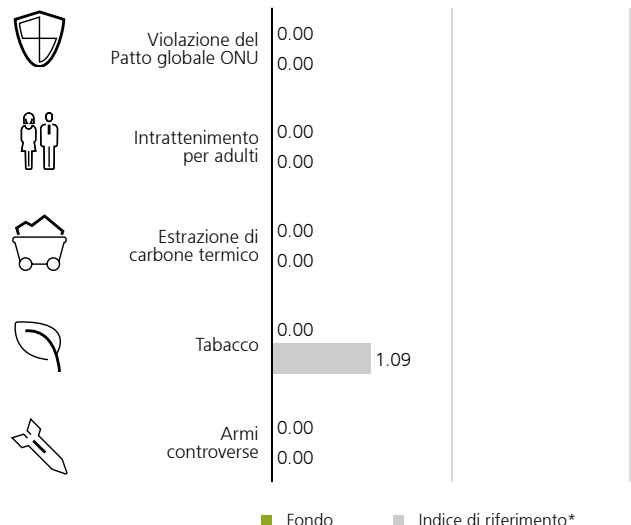 Violazione del
Patto globale ONU
0.00
0.00
Intrattenimento
per adulti
0.00
0.00
Estrazione di
carbone termico
0.00
0.00
Tabacco
0.00
1.09
Armi
controverse
0.00
0.00
Fondo Indice di riferimento*